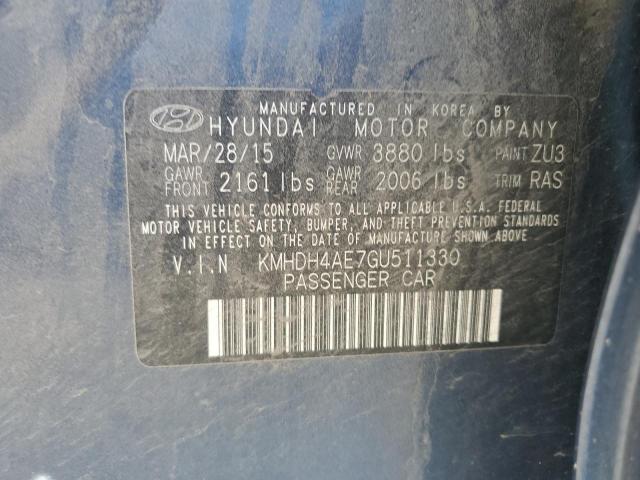 MANUFACTURED IN KOREA BY
HYUNDAI MOTOR COMPANY
MAR/28/15 GVWR 3880 lbs PAINT ZU3
GAWR FRONT 2161 lbs GAWR REAR 2006 lbs TRIM RAS
THIS VEHICLE CONFORMS TO ALL APPLICABLE U.S.A. FEDERAL
MOTOR VEHICLE SAFETY, BUMPER, AND THEFT PREVENTION STANDARDS
IN EFFECT ON THE DATE OF MANUFACTURE SHOWN ABOVE
V.I.N KMHDH4AE7GU511330
PASSENGER CAR